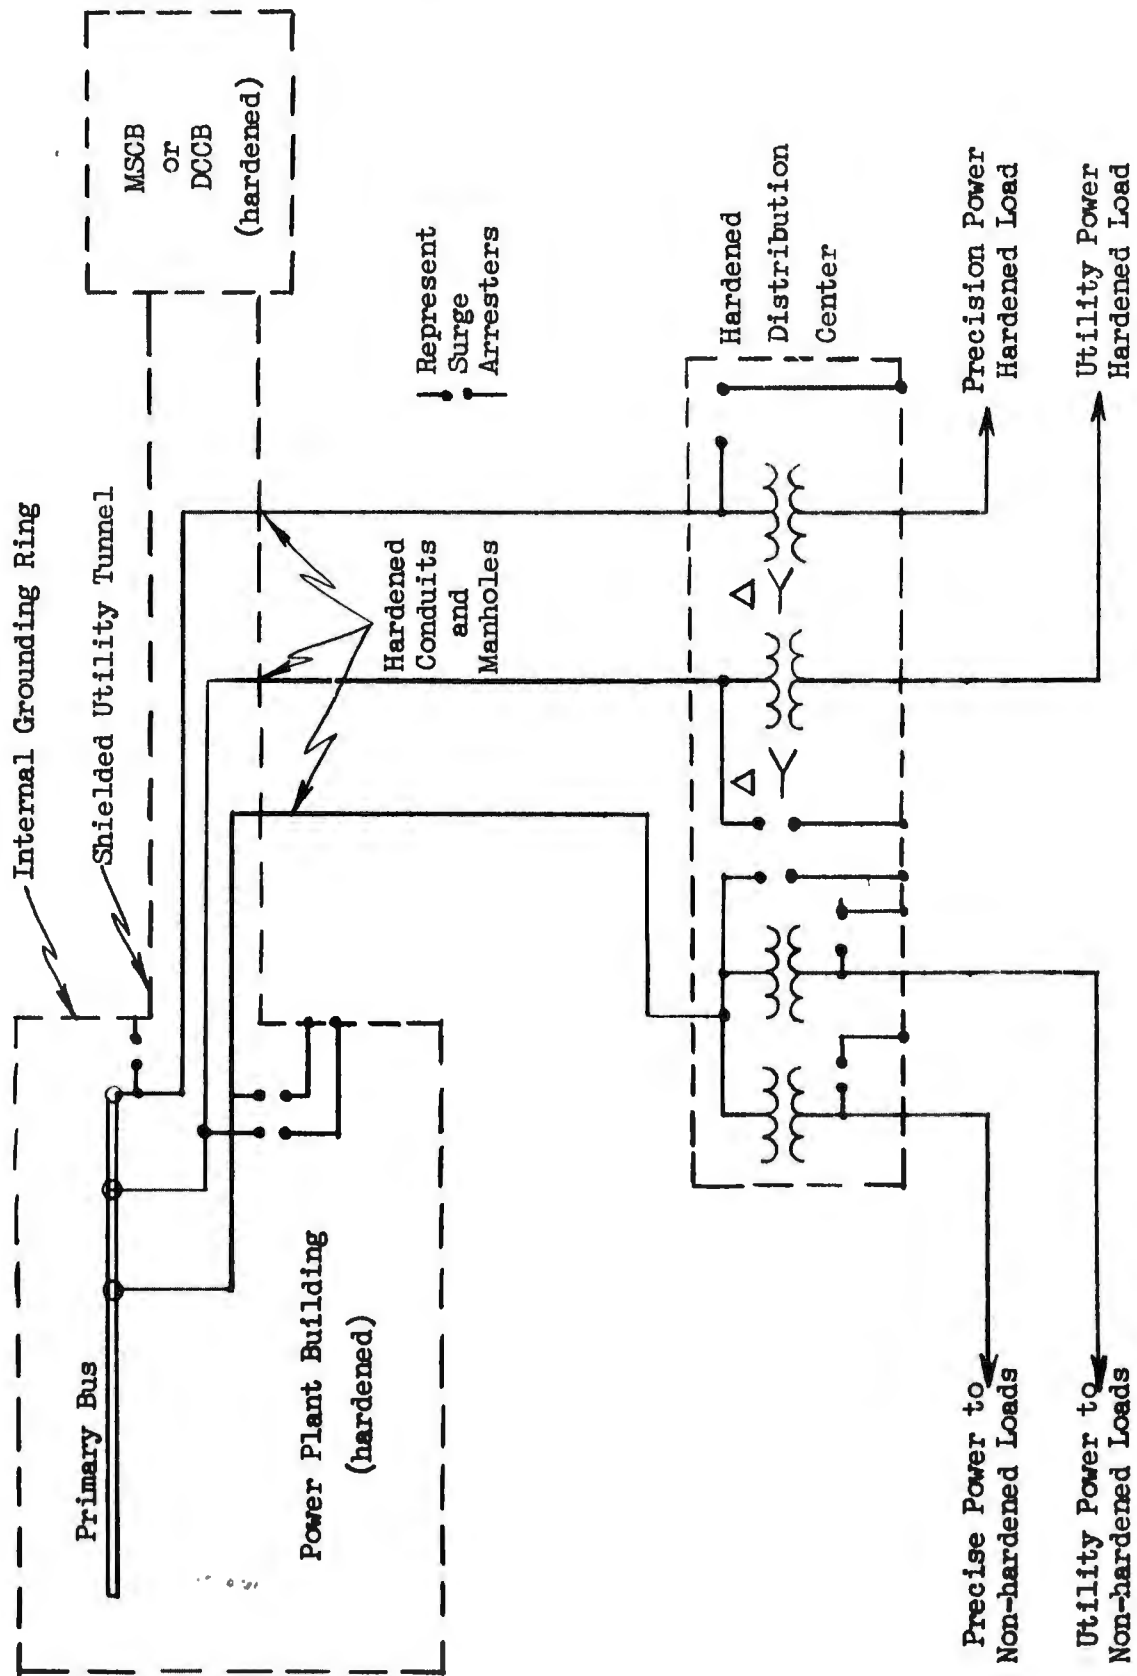 Internal Grounding Ring
Shielded Utility Tunnel
MSCB
or
DCCB
(hardened)
Primary Bus
Power Plant Building
(hardened)
Hardened
Conduits
and
Manholes
Represent
Surge
Arresters
Hardened
Distribution
Center
Precision Power
Hardened Load
Utility Power
Hardened Load
Precise Power to
Non-hardened Loads
Utility Power to
Non-hardened Loads